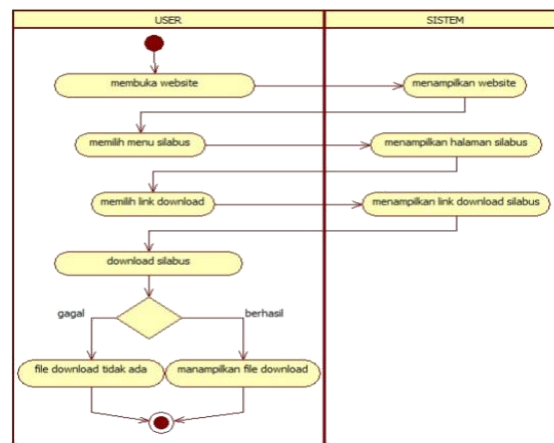 USER
SISTEM
membuka website
menampilkan website
memilih menu silabus
menampilkan halaman silabus
memilih link download
menampilkan link download silabus
download silabus
gagal
berhasil
file download tidak ada
manampilkan file download